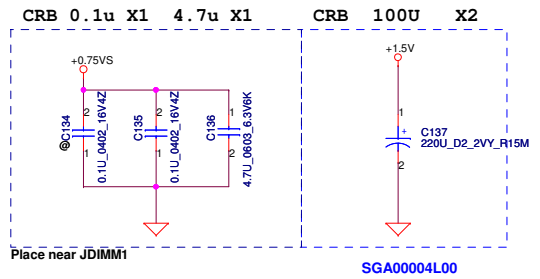 CRB 0.1u X1 4.7u X1
CRB 100U X2
+0.75VS
+1.5V
2
2
1
1
@C134
0.1U_0402_16V4Z
C135
0.1U_0402_16V4Z
C136
4.7U_0603_6.3V6K
+
C137
220U_D2_2VY_R15M
1
1
2
2
Place near JDIMM1
SGA00004L00